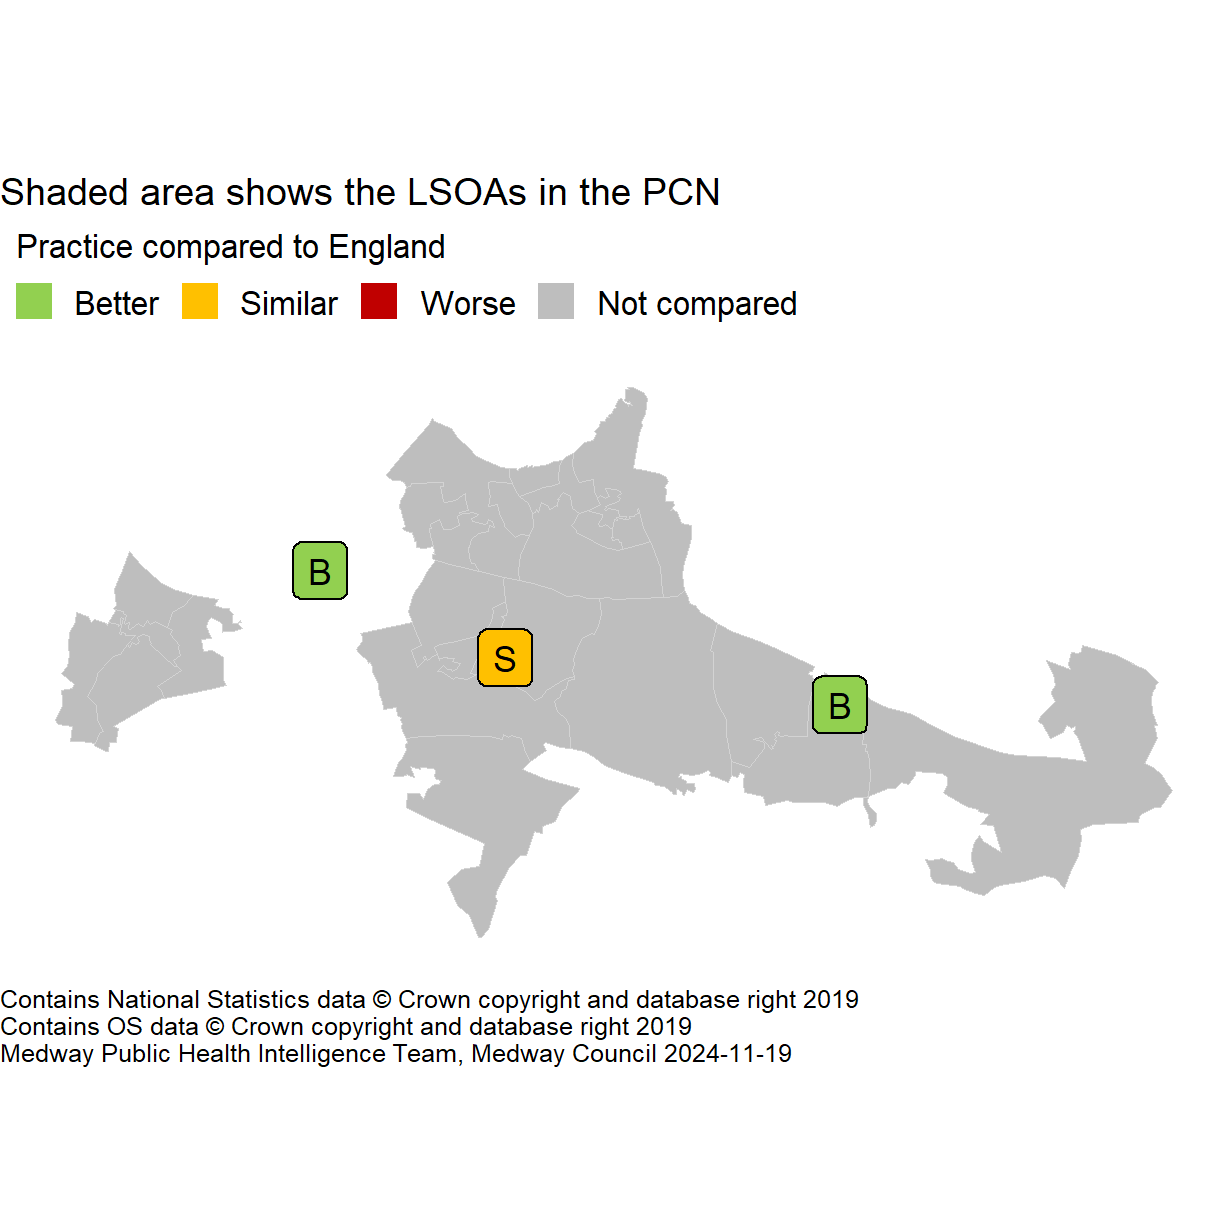 Shaded area shows the LSOAs in the PCN
Practice compared to England
Better Similar Worse Not compared
B
S
B
Contains National Statistics data © Crown copyright and database right 2019
Contains OS data © Crown copyright and database right 2019
Medway Public Health Intelligence Team, Medway Council 2024-11-19